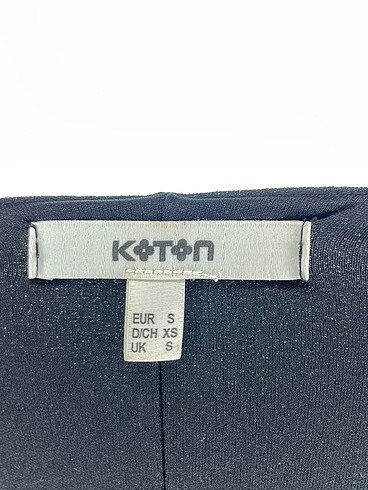 KOTON
EUR S
D/CH XS
UK S